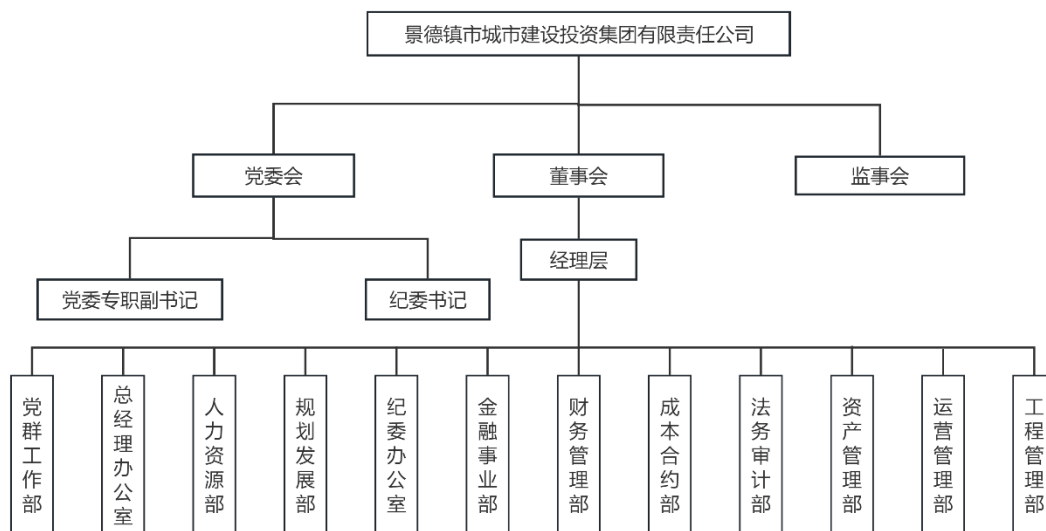 景德镇市城市建设投资集团有限责任公司
党委会
董事会
监事会
经理层
党委专职副书记
纪委书记
党群工作部
总经理办公室
人力资源部
规划发展部
纪委办公室
金融事业部
财务管理部
成本合约部
法务审计部
资产管理部
运营管理部
工程管理部